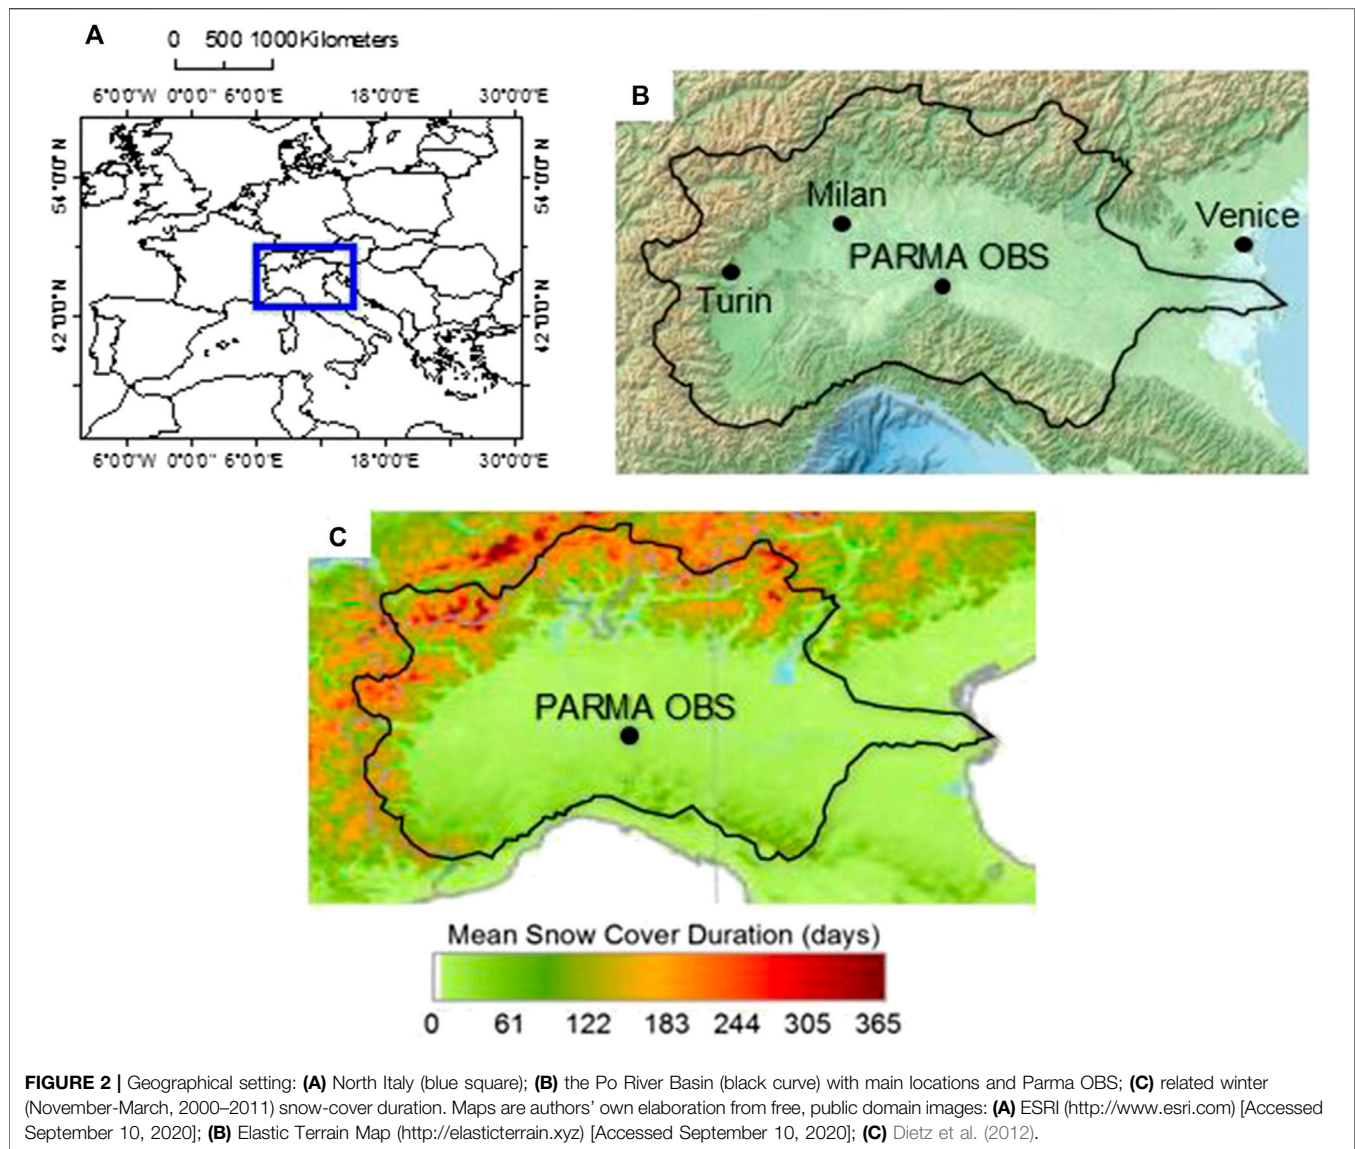 A
0 500 1000Kilometers
6°0'0"W 0°0'0" 6°0'0"E 18°0'0"E 30°0'0"E
54°0'0"N
42°0'0"N
54°0'0"N
42°0'0"N
6°0'0"W 0°0'0" 6°0'0"E 18°0'0"E 30°0'0"E
B
Milan
Venice
PARMA OBS
Turin
C
PARMA OBS
Mean Snow Cover Duration (days)
0 61 122 183 244 305 365
FIGURE 2 | Geographical setting: (A) North Italy (blue square); (B) the Po River Basin (black curve) with main locations and Parma OBS; (C) related winter
(November-March, 2000–2011) snow-cover duration. Maps are authors' own elaboration from free, public domain images: (A) ESRI (http://www.esri.com) [Accessed
September 10, 2020]; (B) Elastic Terrain Map (http://elasticterrain.xyz) [Accessed September 10, 2020]; (C) Dietz et al. (2012).